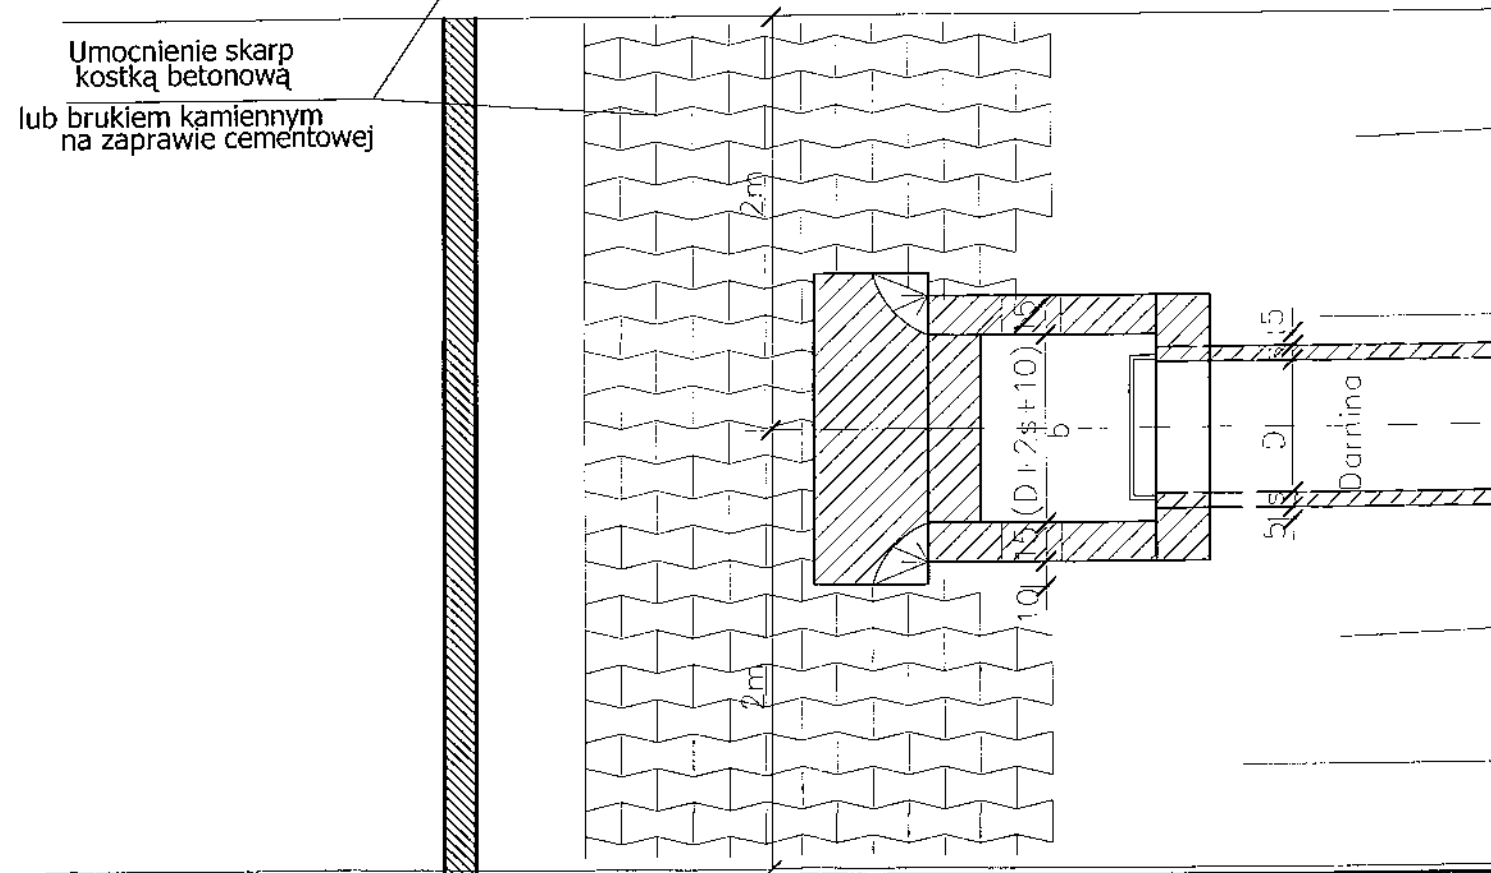 Umocnienie skarp
kostką betonową
lub brukiem kamiennym
na zaprawie cementowej
2m
2m
15
(D+2s+10)
b
15
10
5
s
D
s
5
Darnina